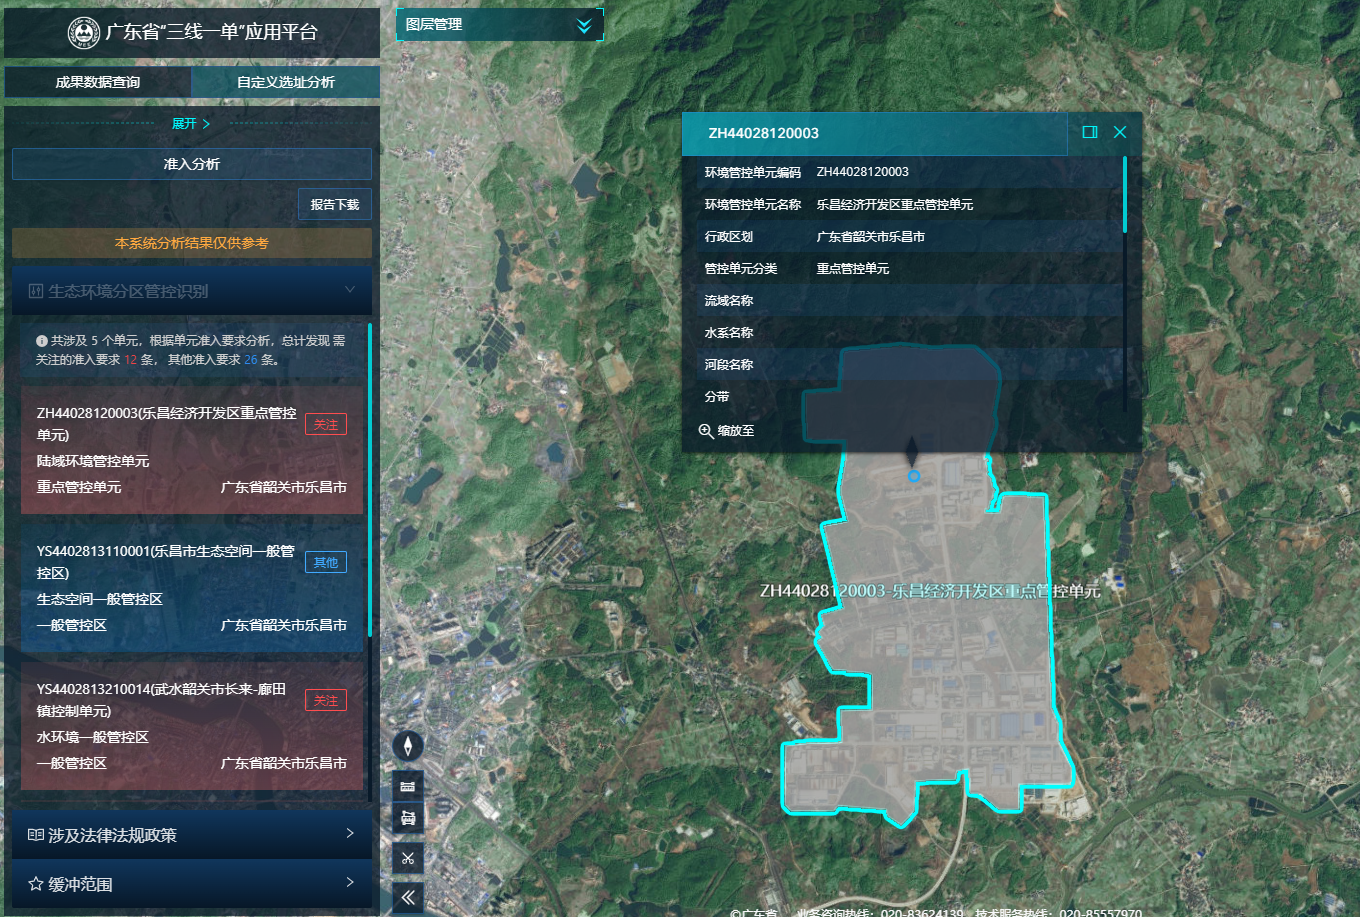 广东省"三线一单"应用平台
成果数据查询
自定义选址分析
展开 >
准入分析
报告下载
本系统分析结果仅供参考
生态环境分区管控识别
共涉及 5 个单元，根据单元准入要求分析，总计发现 需
关注的准入要求 12 条， 其他准入要求 26 条。
ZH44028120003(乐昌经济开发区重点管控
单元)
关注
陆域环境管控单元
重点管控单元
广东省韶关市乐昌市
YS4402813110001(乐昌市生态空间一般管
控区)
其他
生态空间一般管控区
一般管控区
广东省韶关市乐昌市
YS4402813210014(武水韶关市长来-廊田
镇控制单元)
关注
水环境一般管控区
一般管控区
广东省韶关市乐昌市
涉及法律法规政策
缓冲范围
图层管理
ZH44028120003
环境管控单元编码 ZH44028120003
环境管控单元名称 乐昌经济开发区重点管控单元
行政区划 广东省韶关市乐昌市
管控单元分类 重点管控单元
流域名称
水系名称
河段名称
分带
缩放至
ZH44028120003-乐昌经济开发区重点管控单元
©广东省 业务咨询热线：020-83624139 技术服务热线：020-85557970